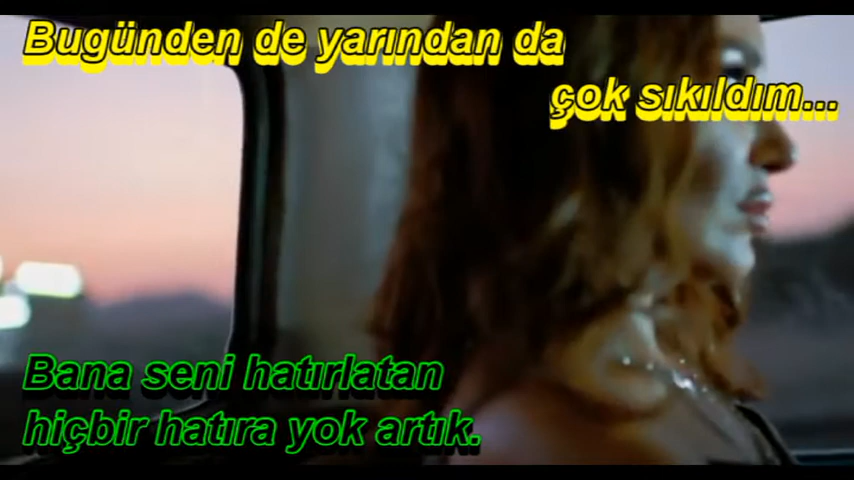 Bugünden de yarından da
çok sıkıldım...
Bana seni hatırlatan
hiçbir hatıra yok artık.